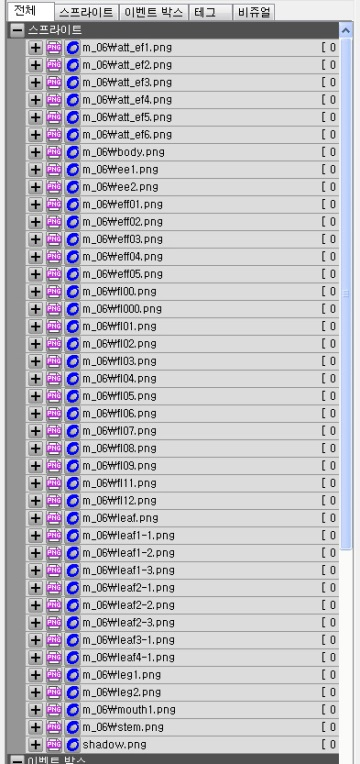 전체 스프라이트 이벤트 박스 태그 비쥬얼
스프라이트
m_06₩att_ef1.png [ 0
m_06₩att_ef2.png [ 0
m_06₩att_ef3.png [ 0
m_06₩att_ef4.png [ 0
m_06₩att_ef5.png [ 0
m_06₩att_ef6.png [ 0
m_06₩body.png [ 0
m_06₩ee1.png [ 0
m_06₩ee2.png [ 0
m_06₩eff01.png [ 0
m_06₩eff02.png [ 0
m_06₩eff03.png [ 0
m_06₩eff04.png [ 0
m_06₩eff05.png [ 0
m_06₩fl00.png [ 0
m_06₩fl000.png [ 0
m_06₩fl01.png [ 0
m_06₩fl02.png [ 0
m_06₩fl03.png [ 0
m_06₩fl04.png [ 0
m_06₩fl05.png [ 0
m_06₩fl06.png [ 0
m_06₩fl07.png [ 0
m_06₩fl08.png [ 0
m_06₩fl09.png [ 0
m_06₩fl11.png [ 0
m_06₩fl12.png [ 0
m_06₩leaf.png [ 0
m_06₩leaf1-1.png [ 0
m_06₩leaf1-2.png [ 0
m_06₩leaf1-3.png [ 0
m_06₩leaf2-1.png [ 0
m_06₩leaf2-2.png [ 0
m_06₩leaf2-3.png [ 0
m_06₩leaf3-1.png [ 0
m_06₩leaf4-1.png [ 0
m_06₩leg1.png [ 0
m_06₩leg2.png [ 0
m_06₩mouth1.png [ 0
m_06₩stem.png [ 0
shadow.png [ 0
이벤트 박스